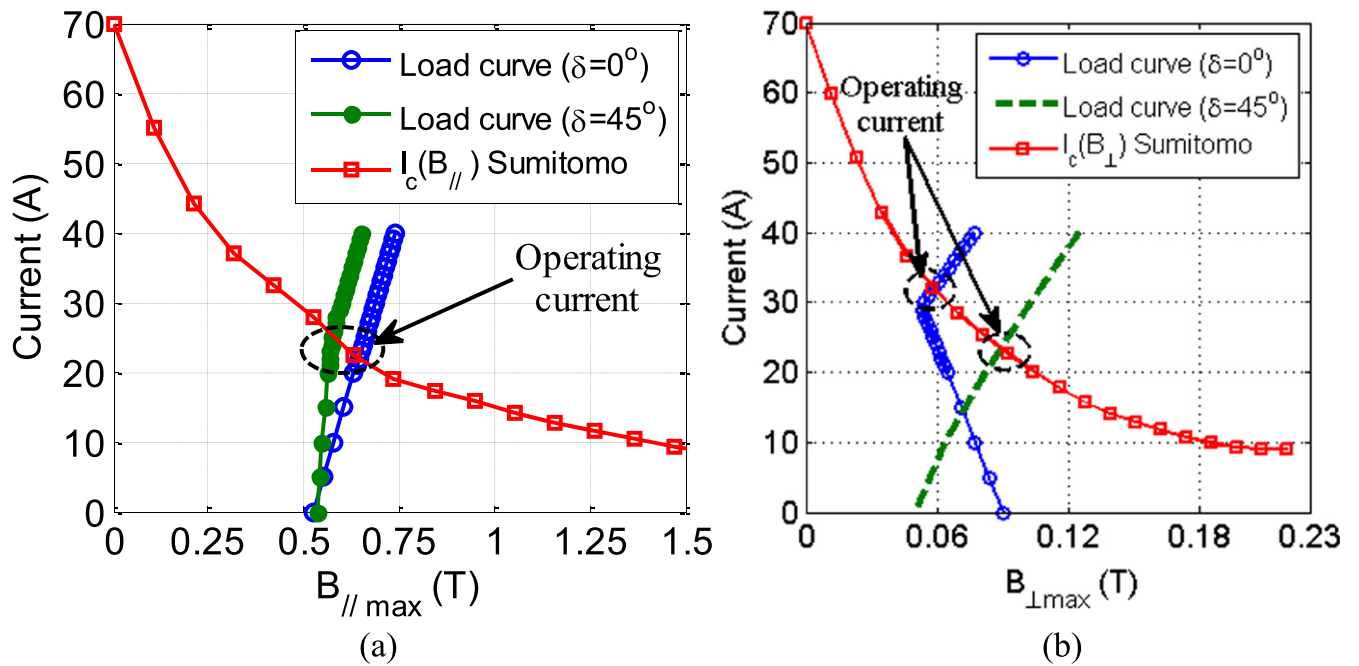 70
60
50
40
30
20
10
0
Current (A)
Load curve (δ=0°)
Load curve (δ=45°)
I_c(B_//) Sumitomo
Operating
current
0 0.25 0.5 0.75 1 1.25 1.5
B_// max (T)
(a)
70
60
50
40
30
20
10
0
Current (A)
Load curve (δ=0°)
Load curve (δ=45°)
I_c(B_⊥) Sumitomo
Operating
current
0 0.06 0.12 0.18 0.23
B_⊥max (T)
(b)